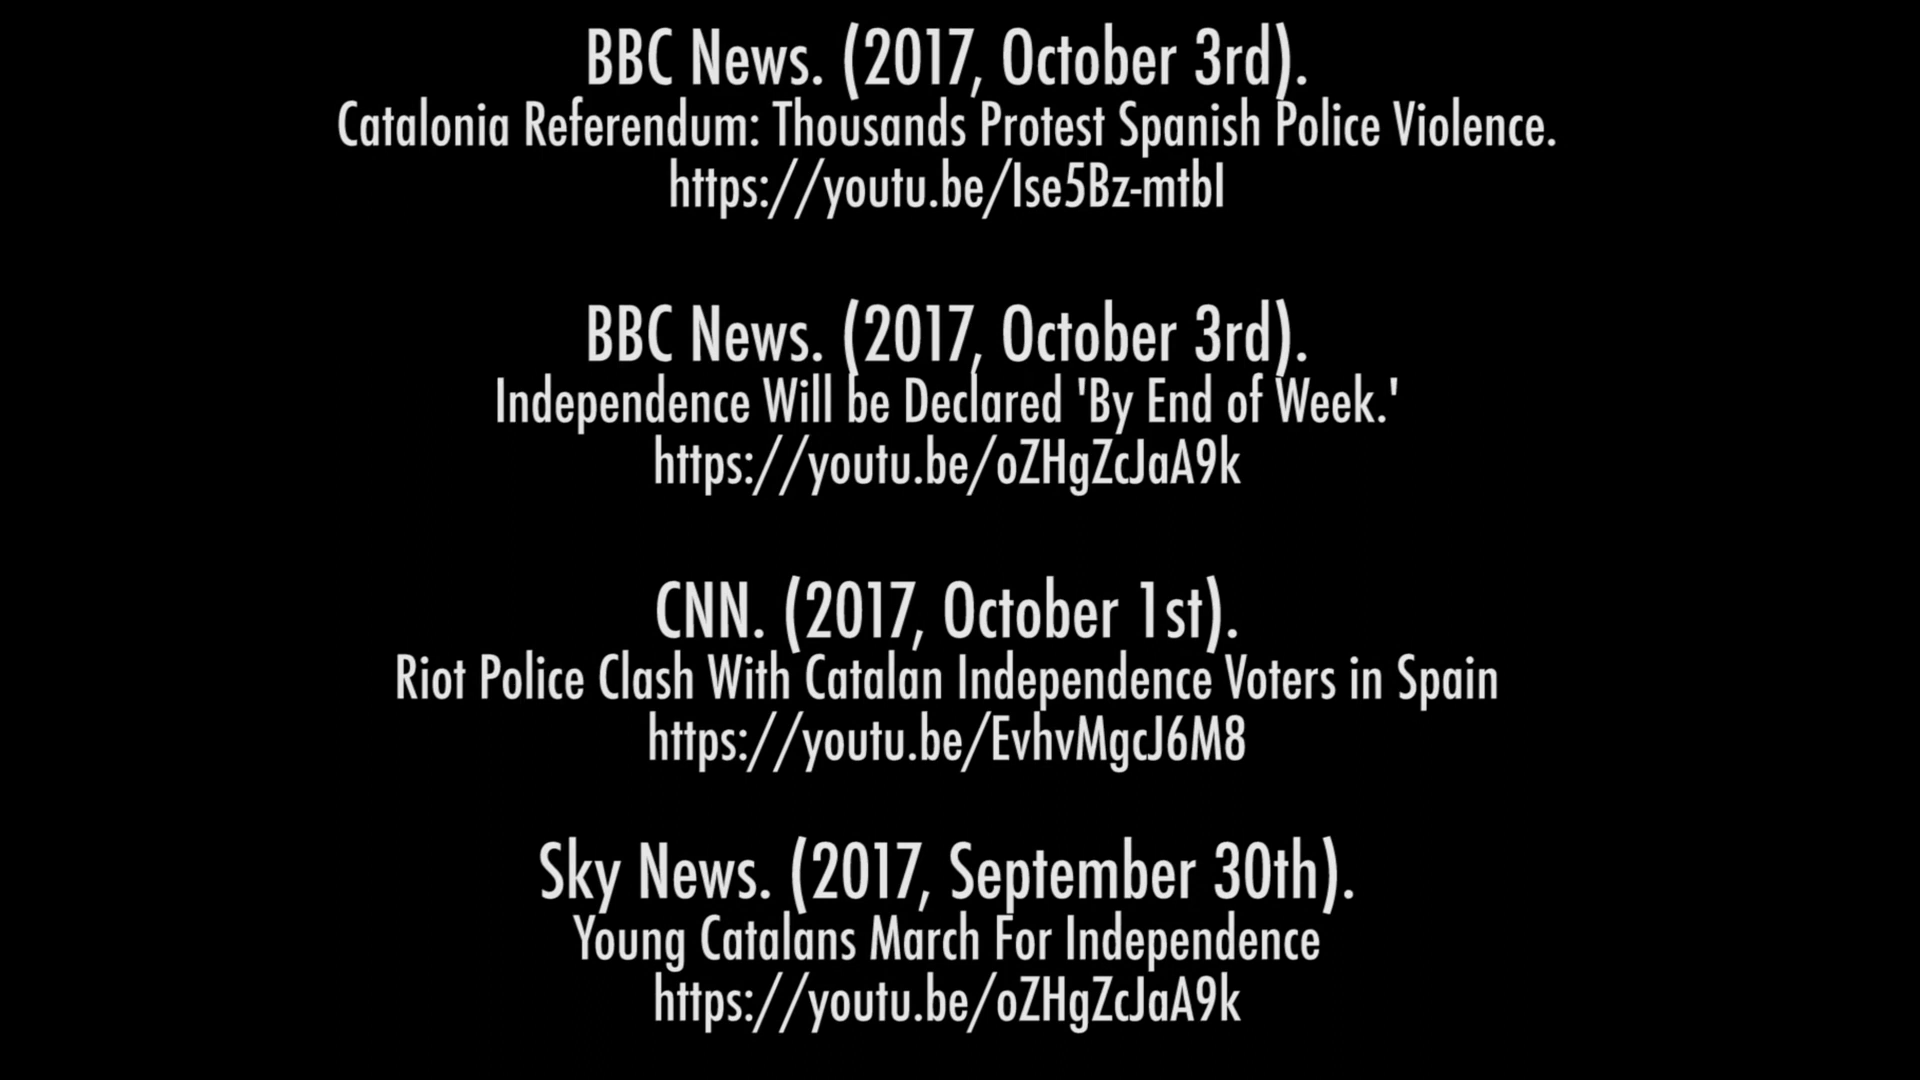 BBC News. (2017, October 3rd).
Catalonia Referendum: Thousands Protest Spanish Police Violence.
https://youtu.be/Ise5Bz-mtbI
BBC News. (2017, October 3rd).
Independence Will be Declared 'By End of Week.'
https://youtu.be/oZHgZcJaA9k
CNN. (2017, October 1st).
Riot Police Clash With Catalan Independence Voters in Spain
https://youtu.be/EvhvMgcJ6M8
Sky News. (2017, September 30th).
Young Catalans March For Independence
https://youtu.be/oZHgZcJaA9k